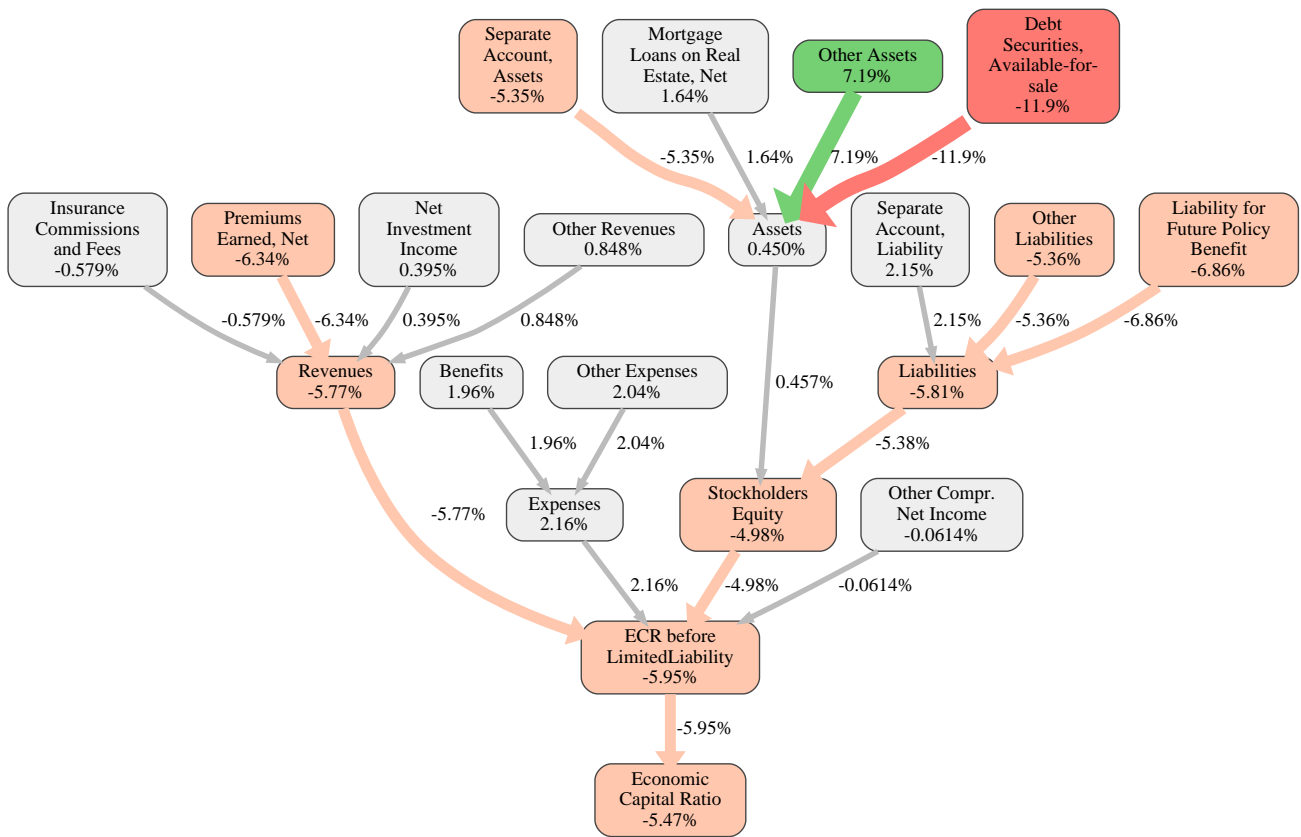 Separate
Account,
Assets
-5.35%
Mortgage
Loans on Real
Estate, Net
1.64%
Other Assets
7.19%
Debt
Securities,
Available-for-
sale
-11.9%
-5.35%
1.64%
7.19%
-11.9%
Insurance
Commissions
and Fees
-0.579%
Premiums
Earned, Net
-6.34%
Net
Investment
Income
0.395%
Other Revenues
0.848%
Assets
0.450%
Separate
Account,
Liability
2.15%
Other
Liabilities
-5.36%
Liability for
Future Policy
Benefit
-6.86%
-0.579%
-6.34%
0.395%
0.848%
2.15%
-5.36%
-6.86%
Revenues
-5.77%
Benefits
1.96%
Other Expenses
2.04%
0.457%
Liabilities
-5.81%
1.96%
2.04%
-5.38%
-5.77%
Expenses
2.16%
Stockholders
Equity
-4.98%
Other Compr.
Net Income
-0.0614%
2.16%
-4.98%
-0.0614%
ECR before
LimitedLiability
-5.95%
-5.95%
Economic
Capital Ratio
-5.47%